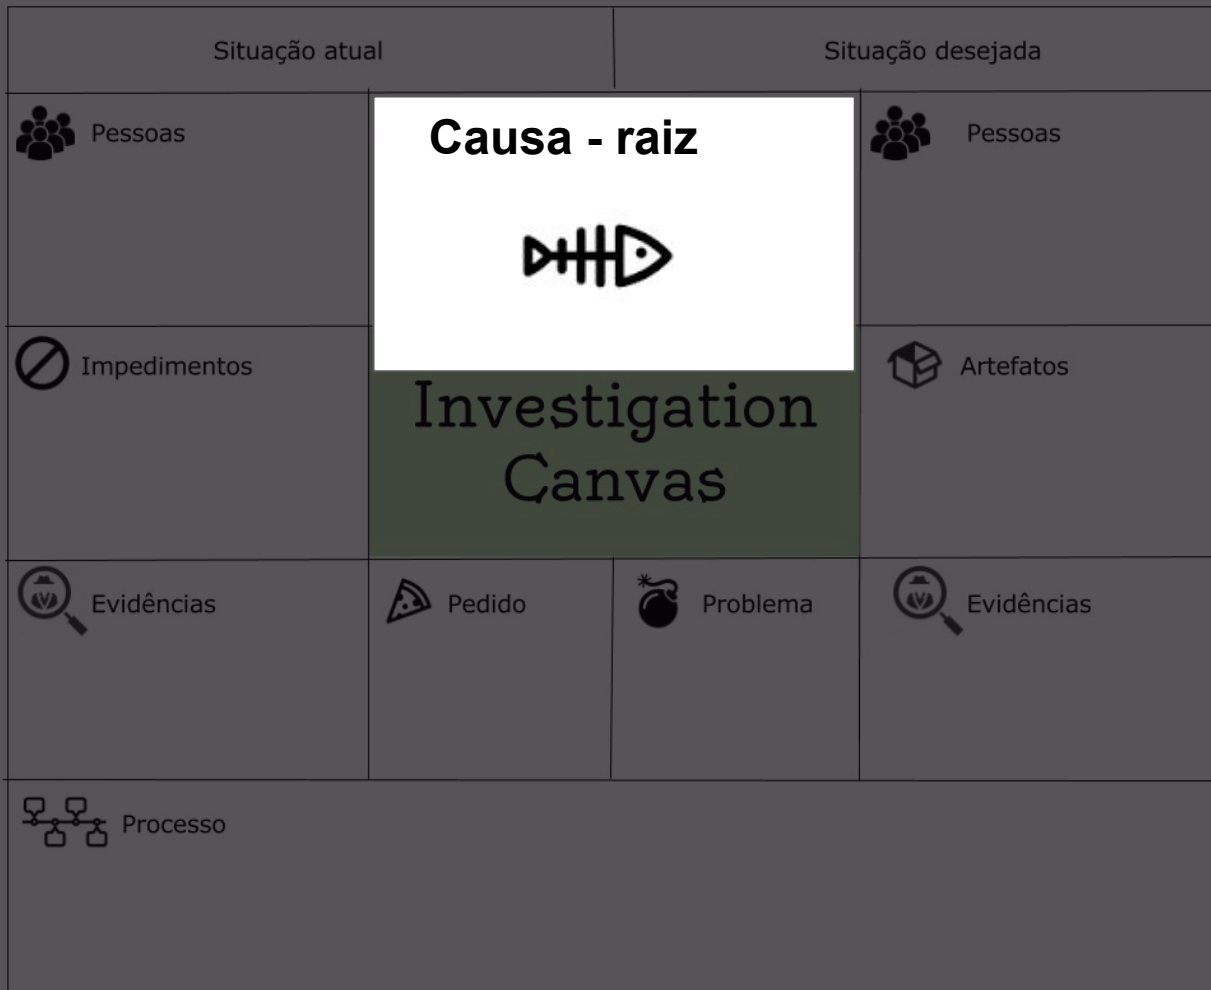 Situação atual
Situação desejada
Pessoas
Causa - raiz
Pessoas
Impedimentos
Investigation
Canvas
Artefatos
Evidências
Pedido
Problema
Evidências
Processo